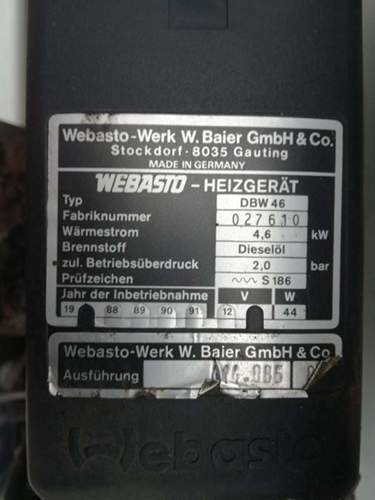 Webasto-Werk W. Baier GmbH & Co.
Stockdorf · 8035 Gauting
MADE IN GERMANY
WEBASTO - HEIZGERÄT
Typ DBW 46
Fabriknummer 027610
Wärmestrom 4,6 kW
Brennstoff Dieselöl
zul. Betriebsüberdruck 2,0 bar
Prüfzeichen S 186
Jahr der Inbetriebnahme V W
19 88 89 90 91 12 44
Webasto-Werk W. Baier GmbH & Co
Ausführung
Webasto